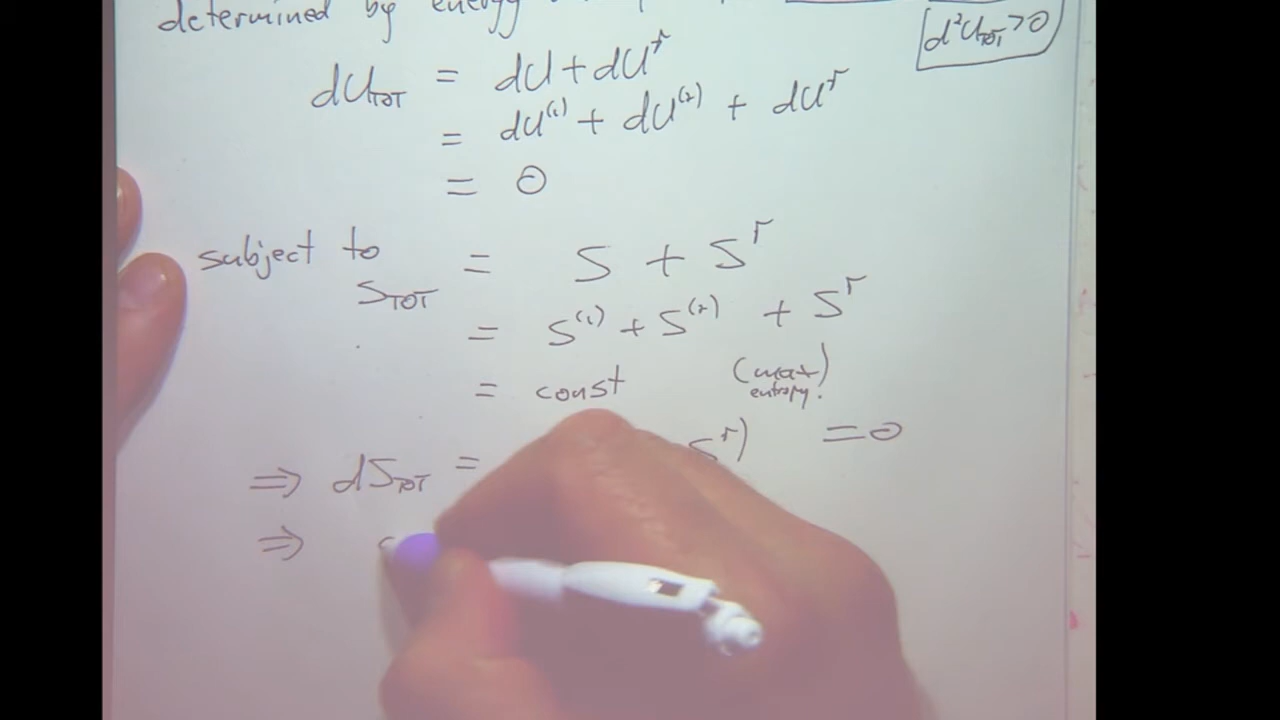 determined by energy
d²U_TOT > 0
dU_TOT = dU + dU^r
= dU^(1) + dU^(2) + dU^r
= 0
subject to
S_TOT = S + S^r
= S^(1) + S^(2) + S^r
= const (max entropy.)
⇒ dS_TOT = S^r) = 0
⇒